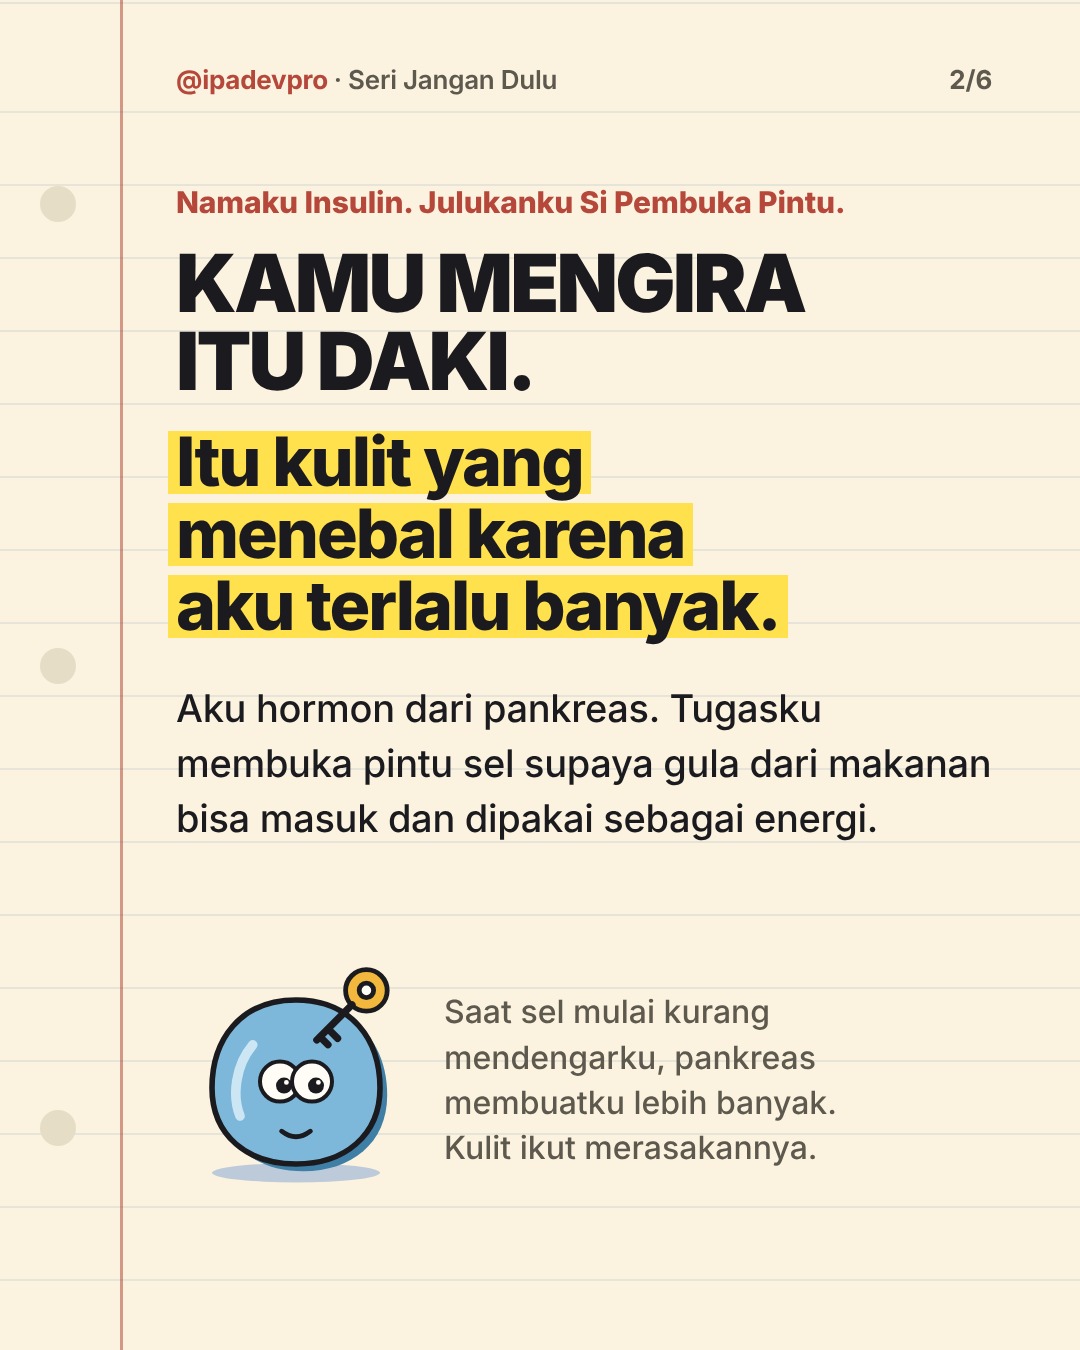 @ipadevpro · Seri Jangan Dulu 2/6
Namaku Insulin. Julukanku Si Pembuka Pintu.
KAMU MENGIRA
ITU DAKI.
Itu kulit yang
menebal karena
aku terlalu banyak.
Aku hormon dari pankreas. Tugasku
membuka pintu sel supaya gula dari makanan
bisa masuk dan dipakai sebagai energi.
Saat sel mulai kurang
mendengarku, pankreas
membuatku lebih banyak.
Kulit ikut merasakannya.